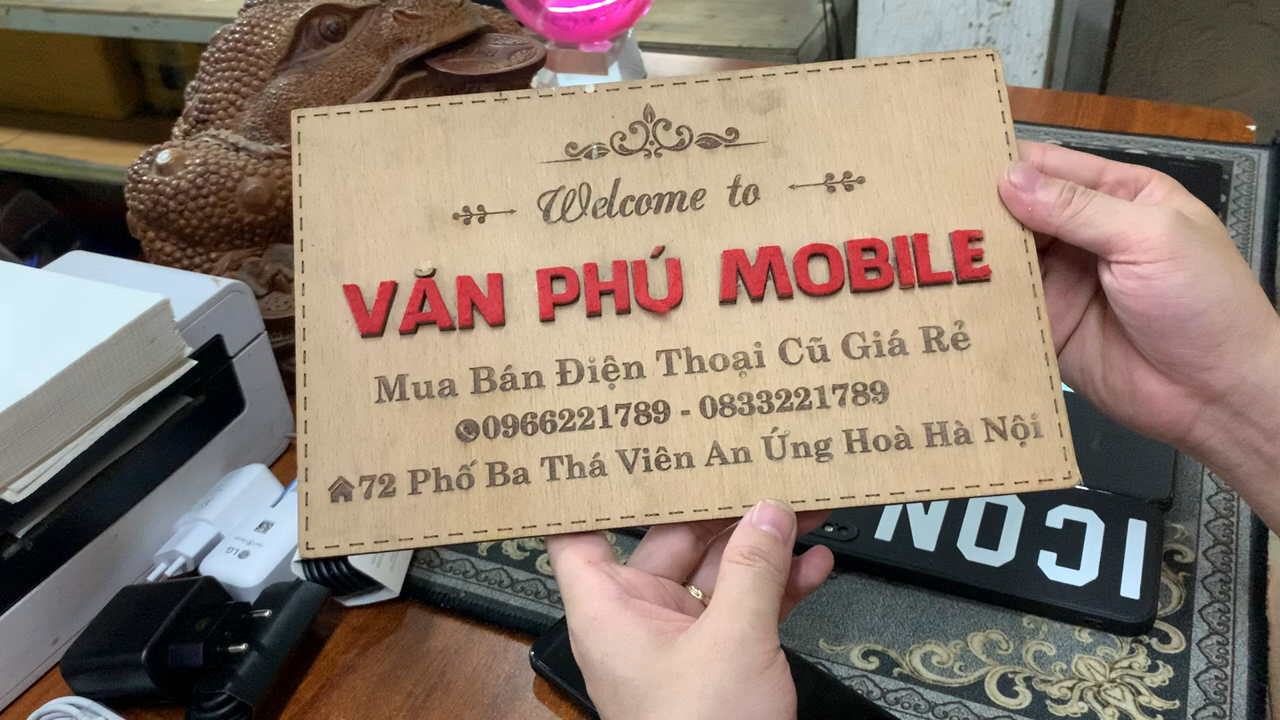 Welcome to
VĂN PHÚ MOBILE
Mua Bán Điện Thoại Cũ Giá Rẻ
0966221789 - 0833221789
72 Phố Ba Thá Viên An Ứng Hoà Hà Nội
LG
ICON